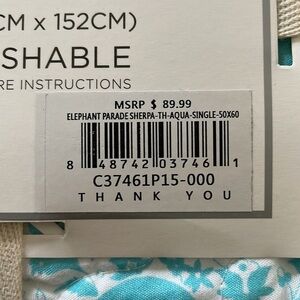 CM x 152CM)
SHABLE
RE INSTRUCTIONS
MSRP $ 89.99
ELEPHANT PARADE SHERPA-TH-AQUA-SINGLE-50X60
8 48742 03746 1
C37461P15-000
THANK YOU